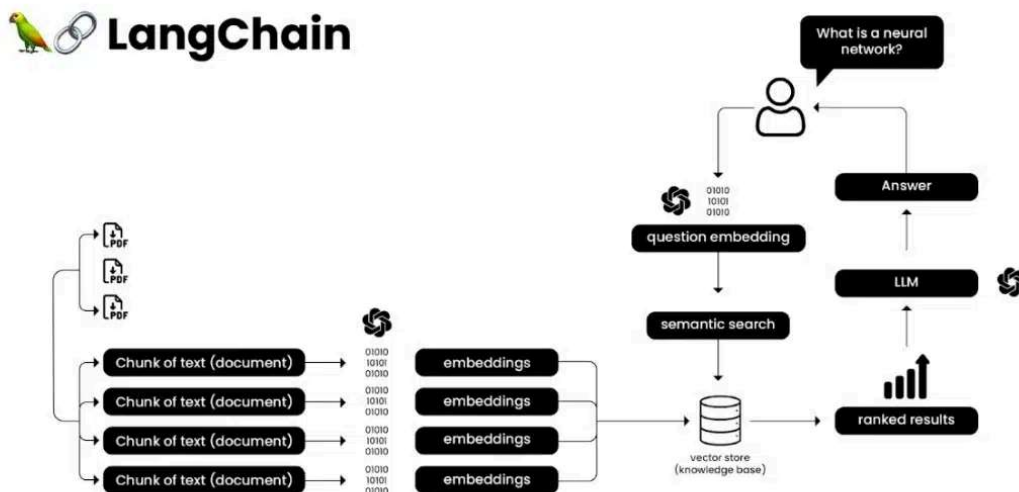 LangChain
What is a neural
network?
01010
10101
01010
question embedding
semantic search
Answer
LLM
ranked results
vector store
(knowledge base)
PDF
PDF
PDF
Chunk of text (document)
01010
10101
01010
embeddings
Chunk of text (document)
01010
10101
01010
embeddings
Chunk of text (document)
01010
10101
01010
embeddings
Chunk of text (document)
01010
10101
01010
embeddings